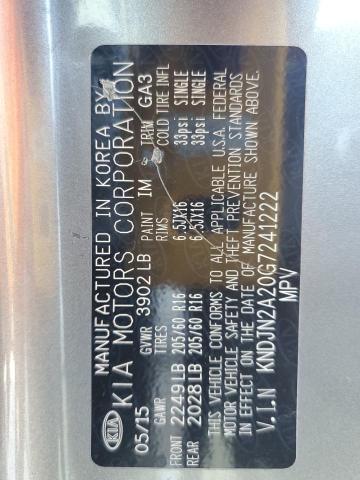 MANUFACTURED IN KOREA BY
KIA KIA MOTORS CORPORATION
05/15 GVWR 3902 LB PAINT IM TRIM GA3
GAWR TIRES RIMS COLD TIRE INFL
FRONT 2249 LB 205/60 R16 6.5JX16 33psi SINGLE
REAR 2028 LB 205/60 R16 6.5JX16 33psi SINGLE
THIS VEHICLE CONFORMS TO ALL APPLICABLE U.S.A. FEDERAL
MOTOR VEHICLE SAFETY AND THEFT PREVENTION STANDARDS
IN EFFECT ON THE DATE OF MANUFACTURE SHOWN ABOVE.
V.I.N KNDJN2A20G7241222
MPV